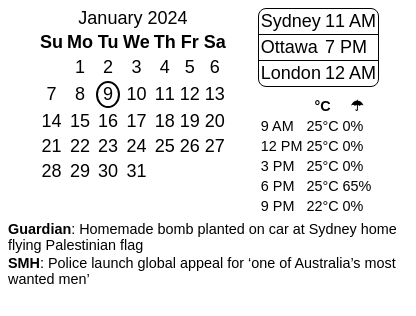 January 2024
Su Mo Tu We Th Fr Sa
1 2 3 4 5 6
7 8 9 10 11 12 13
14 15 16 17 18 19 20
21 22 23 24 25 26 27
28 29 30 31
Sydney 11 AM
Ottawa 7 PM
London 12 AM
°C ☂
9 AM 25°C 0%
12 PM 25°C 0%
3 PM 25°C 0%
6 PM 25°C 65%
9 PM 22°C 0%
Guardian: Homemade bomb planted on car at Sydney home
flying Palestinian flag
SMH: Police launch global appeal for ‘one of Australia’s most
wanted men’